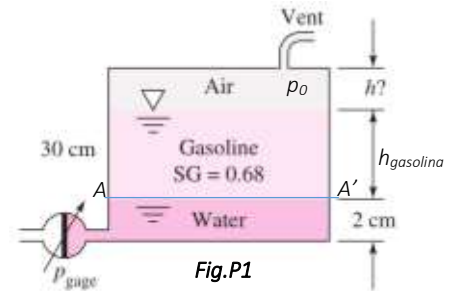 Vent
Air
p0
h?
30 cm
Gasoline
SG = 0.68
hgasolina
A
A'
Water
2 cm
Pgage
Fig.P1